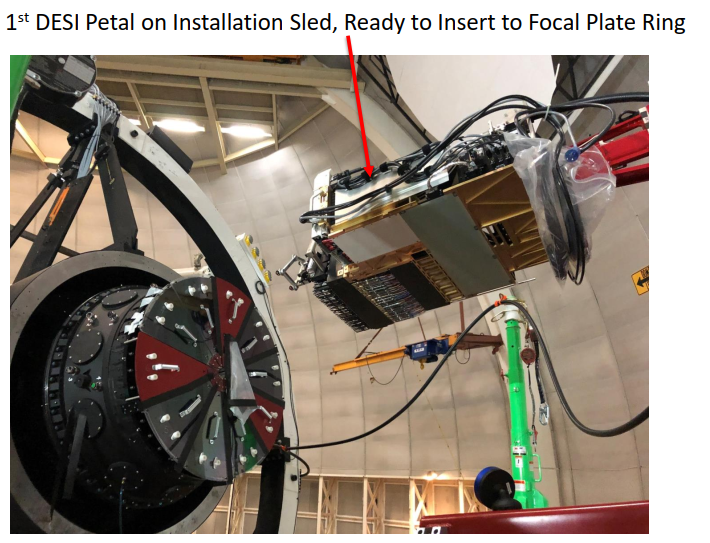 1st DESI Petal on Installation Sled, Ready to Insert to Focal Plate Ring